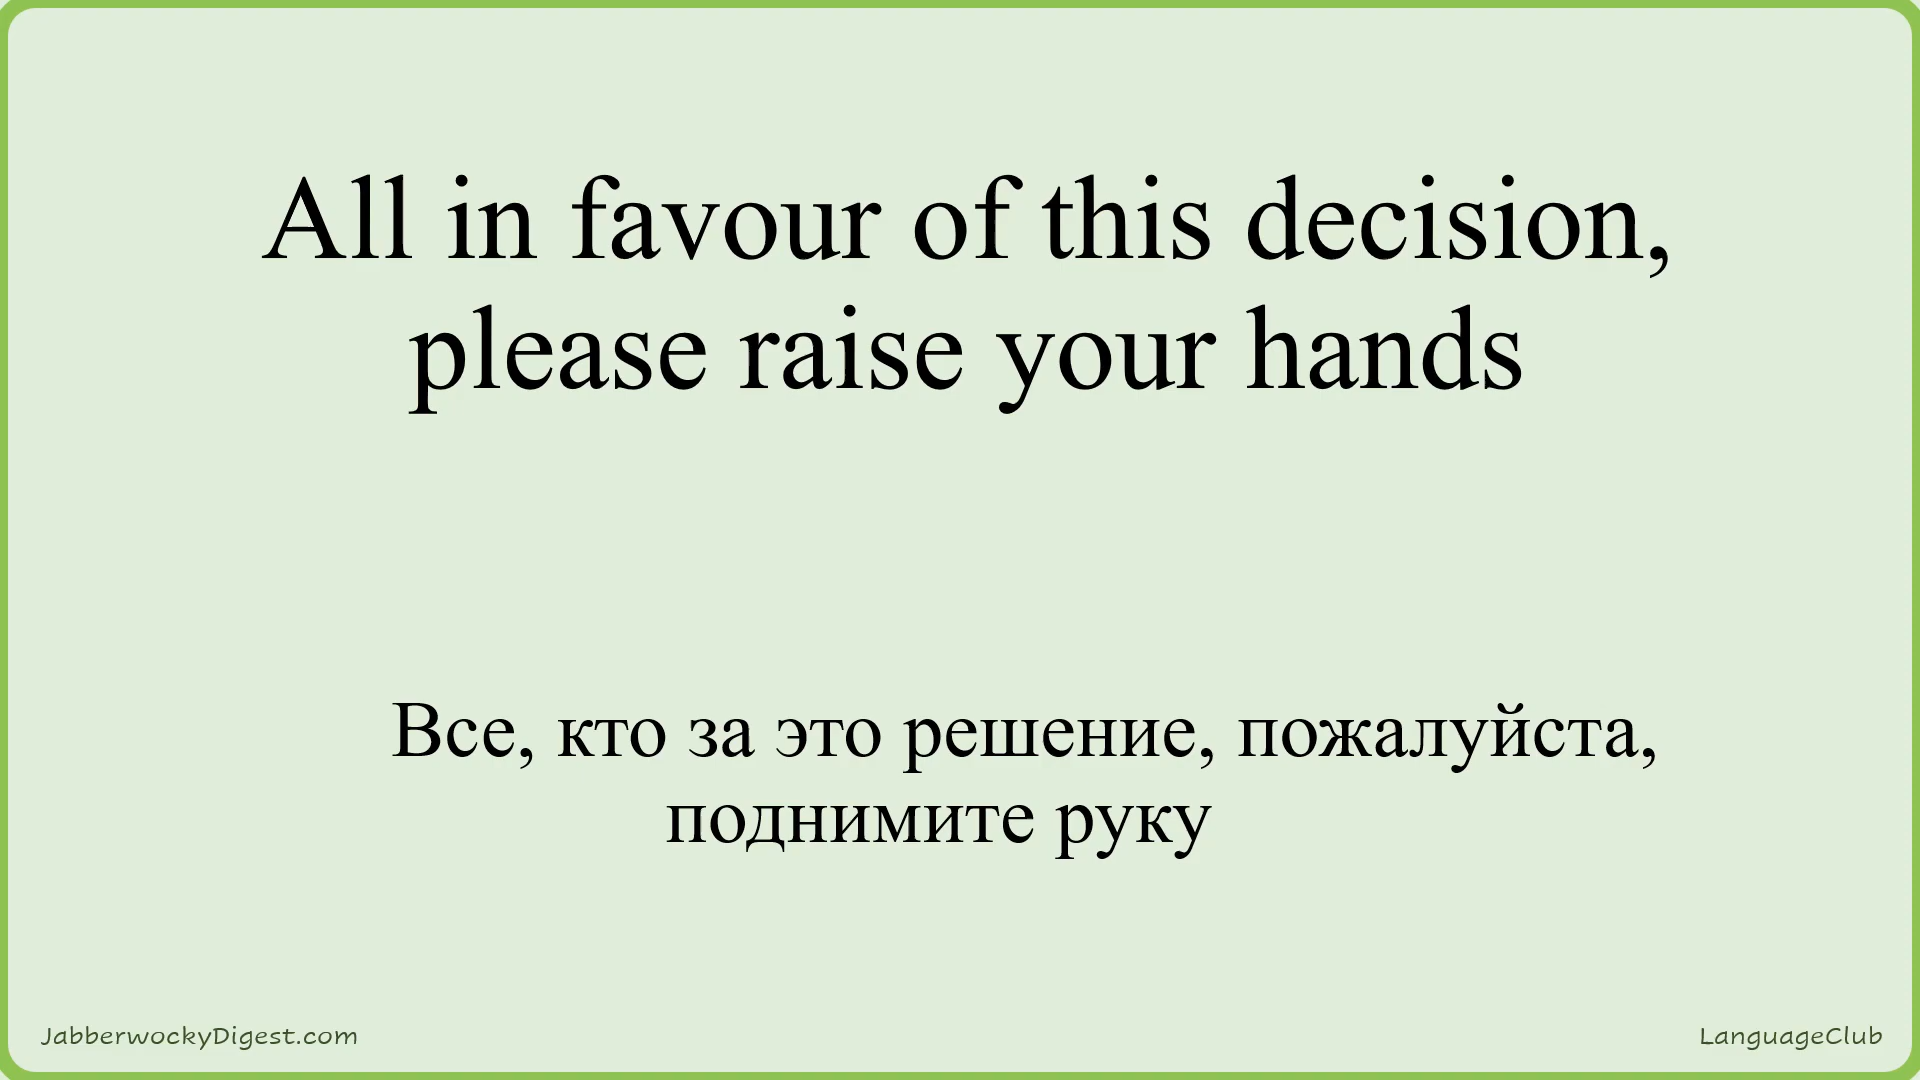 All in favour of this decision,
please raise your hands
Все, кто за это решение, пожалуйста,
поднимите руку
JabberwockyDigest.com
LanguageClub